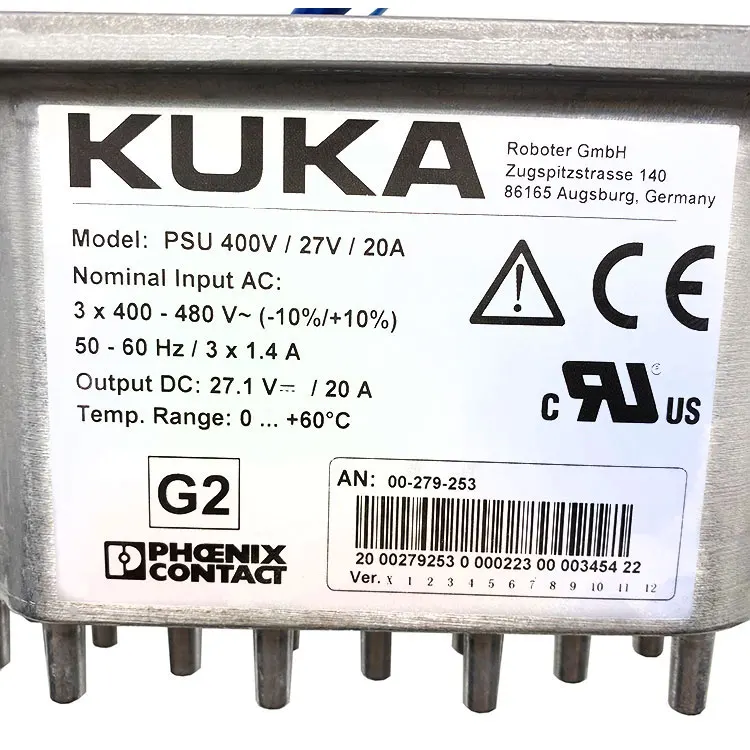 KUKA
Roboter GmbH
Zugspitzstrasse 140
86165 Augsburg, Germany
Model: PSU 400V / 27V / 20A
Nominal Input AC:
3 x 400 - 480 V~ (-10%/+10%)
50 - 60 Hz / 3 x 1.4 A
Output DC: 27.1 V⎓ / 20 A
Temp. Range: 0 ... +60°C
CE
C RU US
®
G2
PHŒNIX
CONTACT
AN: 00-279-253
20 00279253 0 000223 00 003454 22
Ver. X 1 2 3 4 5 6 7 8 9 10 11 12